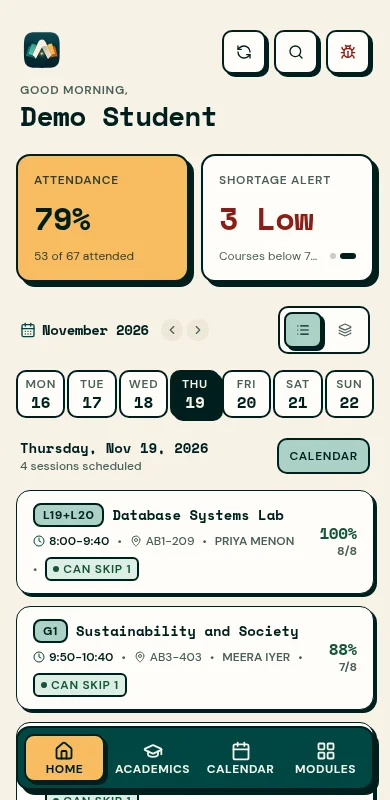 GOOD MORNING,
Demo Student
ATTENDANCE
79%
53 of 67 attended
SHORTAGE ALERT
3 Low
Courses below 7...
November 2026
MON TUE WED THU FRI SAT SUN
16 17 18 19 20 21 22
Thursday, Nov 19, 2026
4 sessions scheduled
CALENDAR
L19+L20 Database Systems Lab
8:00–9:40 • AB1-209 • PRIYA MENON
• CAN SKIP 1
100%
8/8
G1 Sustainability and Society
9:50–10:40 • AB3-403 • MEERA IYER •
CAN SKIP 1
88%
7/8
CAN SKIP 1
HOME ACADEMICS CALENDAR MODULES